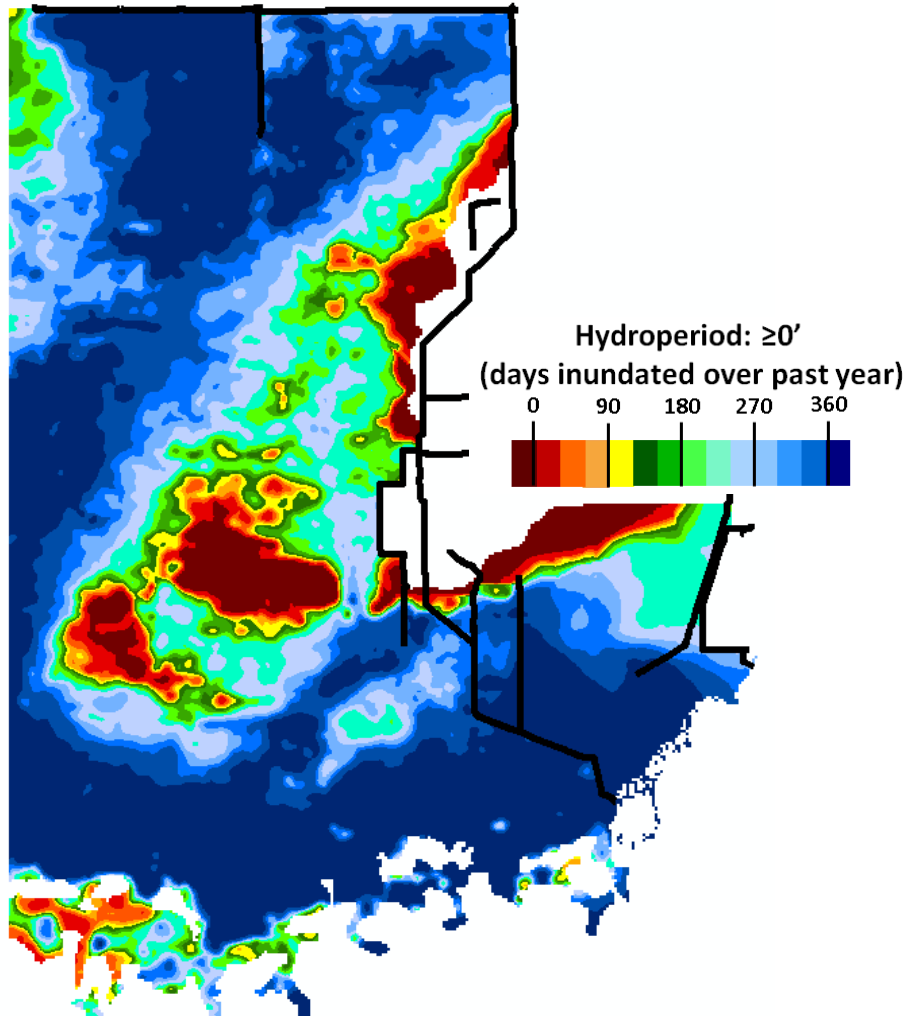 Hydroperiod: ≥0’
(days inundated over past year)
0 90 180 270 360